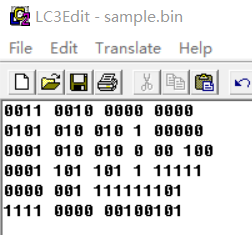 LC3Edit - sample.bin
File Edit Translate Help
0011 0010 0000 0000
0101 010 010 1 00000
0001 010 010 0 00 100
0001 101 101 1 11111
0000 001 111111101
1111 0000 00100101